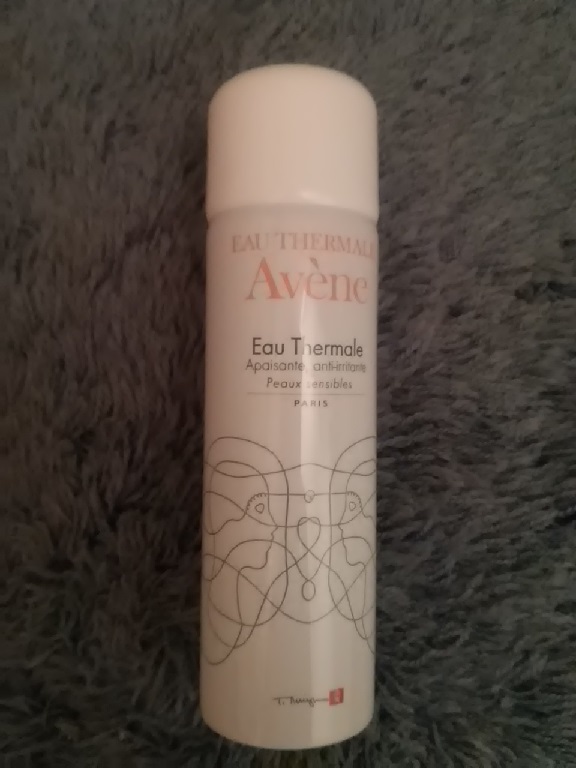 EAU THERMALE
Avène
Eau Thermale
Apaisante, anti-irritante
Peaux sensibles
PARIS